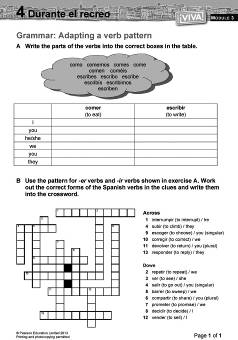 4 Durante el recreo
¡VIVA! MODULE 3
Grammar: Adapting a verb pattern
A Write the parts of the verbs into the correct boxes in the table.
como comemos comes come
comen coméis
escribes escribo escribe
escribís escribimos
escriben
comer escribir
(to eat) (to write)
I
you
he/she
we
you
they
B Use the pattern for -er verbs and -ir verbs shown in exercise A. Work
out the correct forms of the Spanish verbs in the clues and write them
into the crossword.
Across
1 interrumpir (to interrupt) / he
4 subir (to climb) / they
9 escoger (to choose) / you (singular)
10 corregir (to correct) / we
11 devolver (to return) / you (plural)
13 responder (to reply) / they
Down
2 repetir (to repeat) / we
3 ver (to see) / she
4 salir (to go out) / you (singular)
5 barrer (to sweep) / we
6 compartir (to share) / you (plural)
7 prometer (to promise) / we
8 decidir (to decide) / I
12 vender (to sell) / I
© Pearson Education Limited 2013
Printing and photocopying permitted
Page 1 of 1